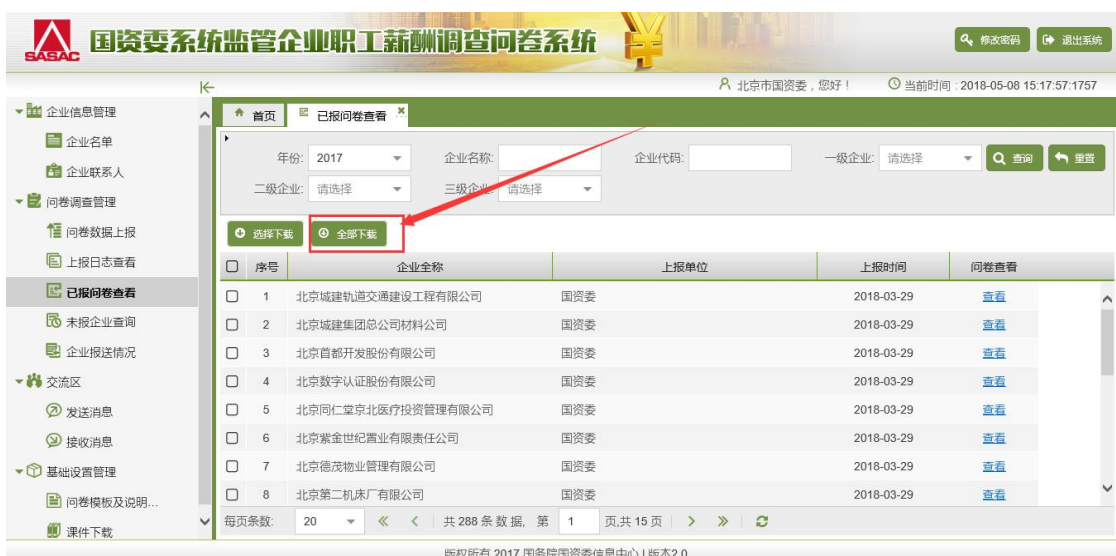 SASAC 国资委系统监管企业职工薪酬调查问卷系统 修改密码 退出系统
北京市国资委，您好！ 当前时间：2018-05-08 15:17:57:1757
企业信息管理
企业名单
企业联系人
问卷调查管理
问卷数据上报
上报日志查看
已报问卷查看
未报企业查询
企业报送情况
交流区
发送消息
接收消息
基础设置管理
问卷模板及说明...
课件下载
首页 已报问卷查看
年份: 2017 企业名称: 企业代码: 一级企业: 请选择 查询 重置
二级企业: 请选择 三级企业: 请选择
选择下载 全部下载
序号 企业全称 上报单位 上报时间 问卷查看
1 北京城建轨道交通建设工程有限公司 国资委 2018-03-29 查看
2 北京城建集团总公司材料公司 国资委 2018-03-29 查看
3 北京首都开发股份有限公司 国资委 2018-03-29 查看
4 北京数字认证股份有限公司 国资委 2018-03-29 查看
5 北京同仁堂京北医疗投资管理有限公司 国资委 2018-03-29 查看
6 北京紫金世纪置业有限责任公司 国资委 2018-03-29 查看
7 北京德茂物业管理有限公司 国资委 2018-03-29 查看
8 北京第二机床厂有限公司 国资委 2018-03-29 查看
每页条数: 20 共 288 条数据, 第 1 页,共 15 页
版权所有 2017 国务院国资委信息中心 | 版本2.0